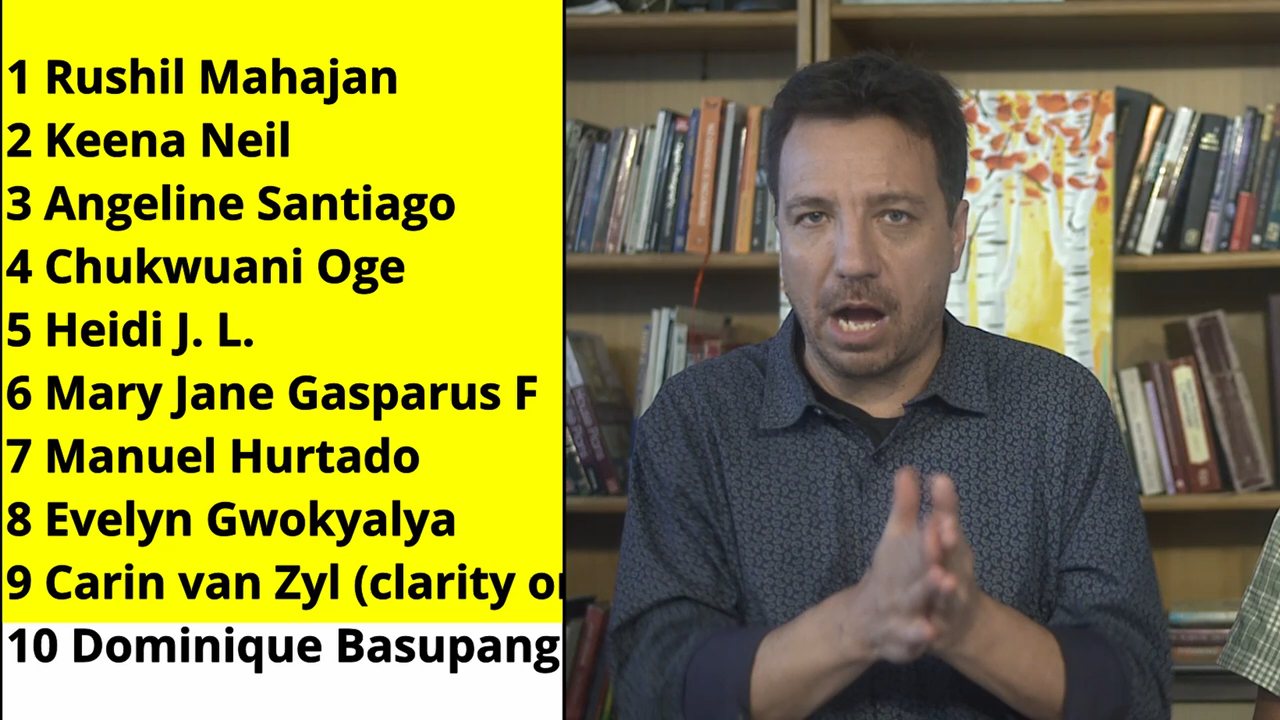 1 Rushil Mahajan
2 Keena Neil
3 Angeline Santiago
4 Chukwuani Oge
5 Heidi J. L.
6 Mary Jane Gasparus F
7 Manuel Hurtado
8 Evelyn Gwokyalya
9 Carin van Zyl (clarity
10 Dominique Basupang